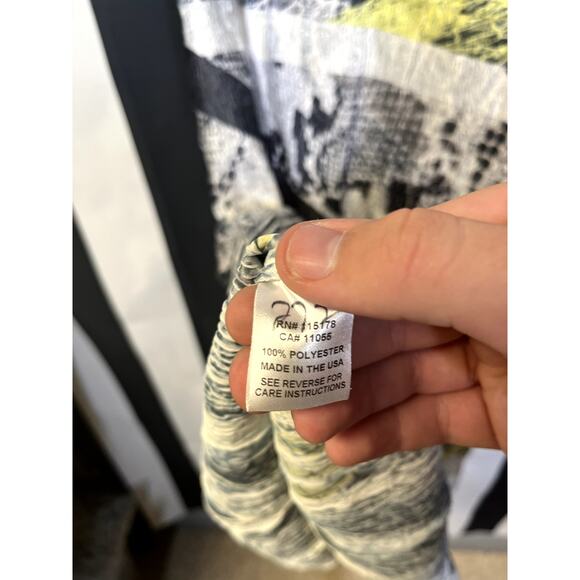 RN# 115178
CA# 11055
100% POLYESTER
MADE IN THE USA
SEE REVERSE FOR
CARE INSTRUCTIONS